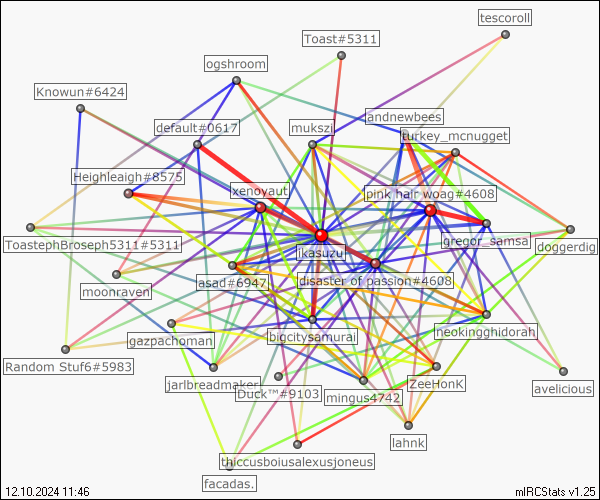 tescoroll
Toast#5311
ogshroom
Knowun#6424
andnewbees
default#0617
mukszi
turkey_mcnugget
Heighleaigh#8575
xenoyaut
pink hair woag#4608
ToastephBroseph5311#5311
ikasuzu
gregor_samsa
doggerdig
moonraven
asad#6947
disaster of passion#4608
gazpachoman
bigcitysamurai
neokingghidorah
Random Stuf6#5983
jarlbreadmaker
Duck™#9103
mingus4742
ZeeHonK
avelicious
lahnk
thiccusboiusalexusjoneus
facadas.
12.10.2024 11:46
mIRCStats v1.25